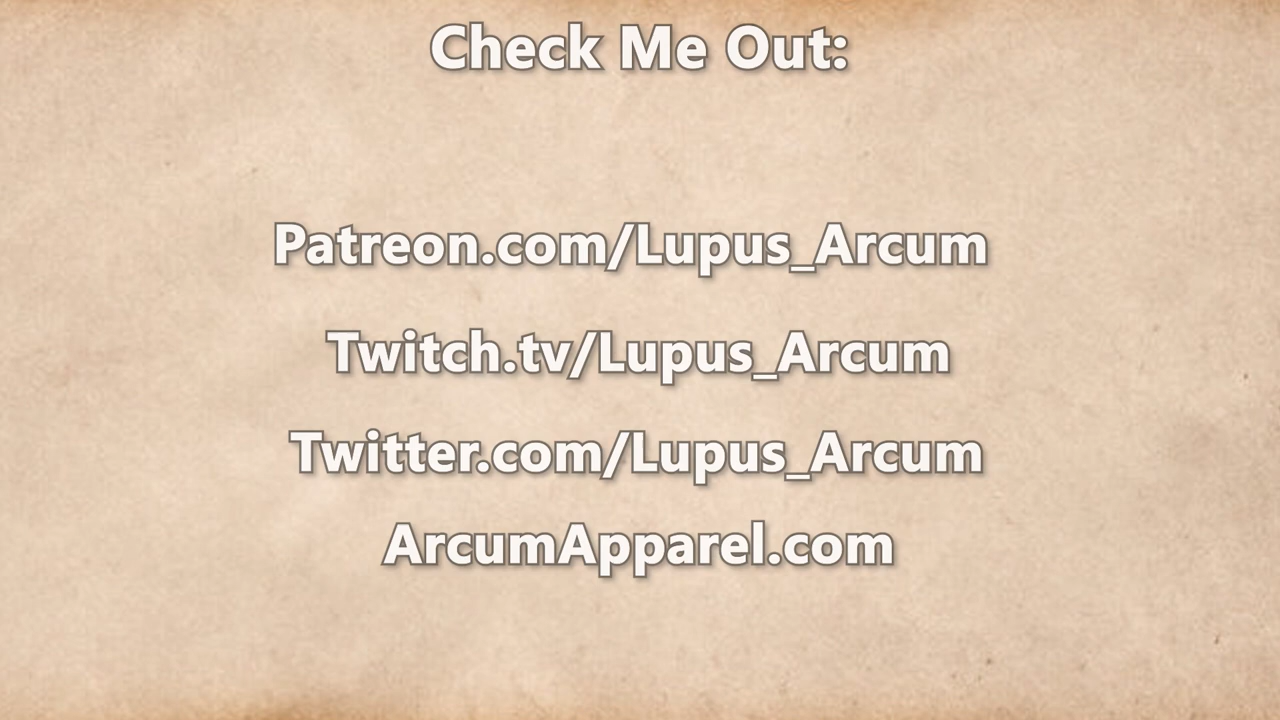 Check Me Out:
Patreon.com/Lupus_Arcum
Twitch.tv/Lupus_Arcum
Twitter.com/Lupus_Arcum
ArcumApparel.com